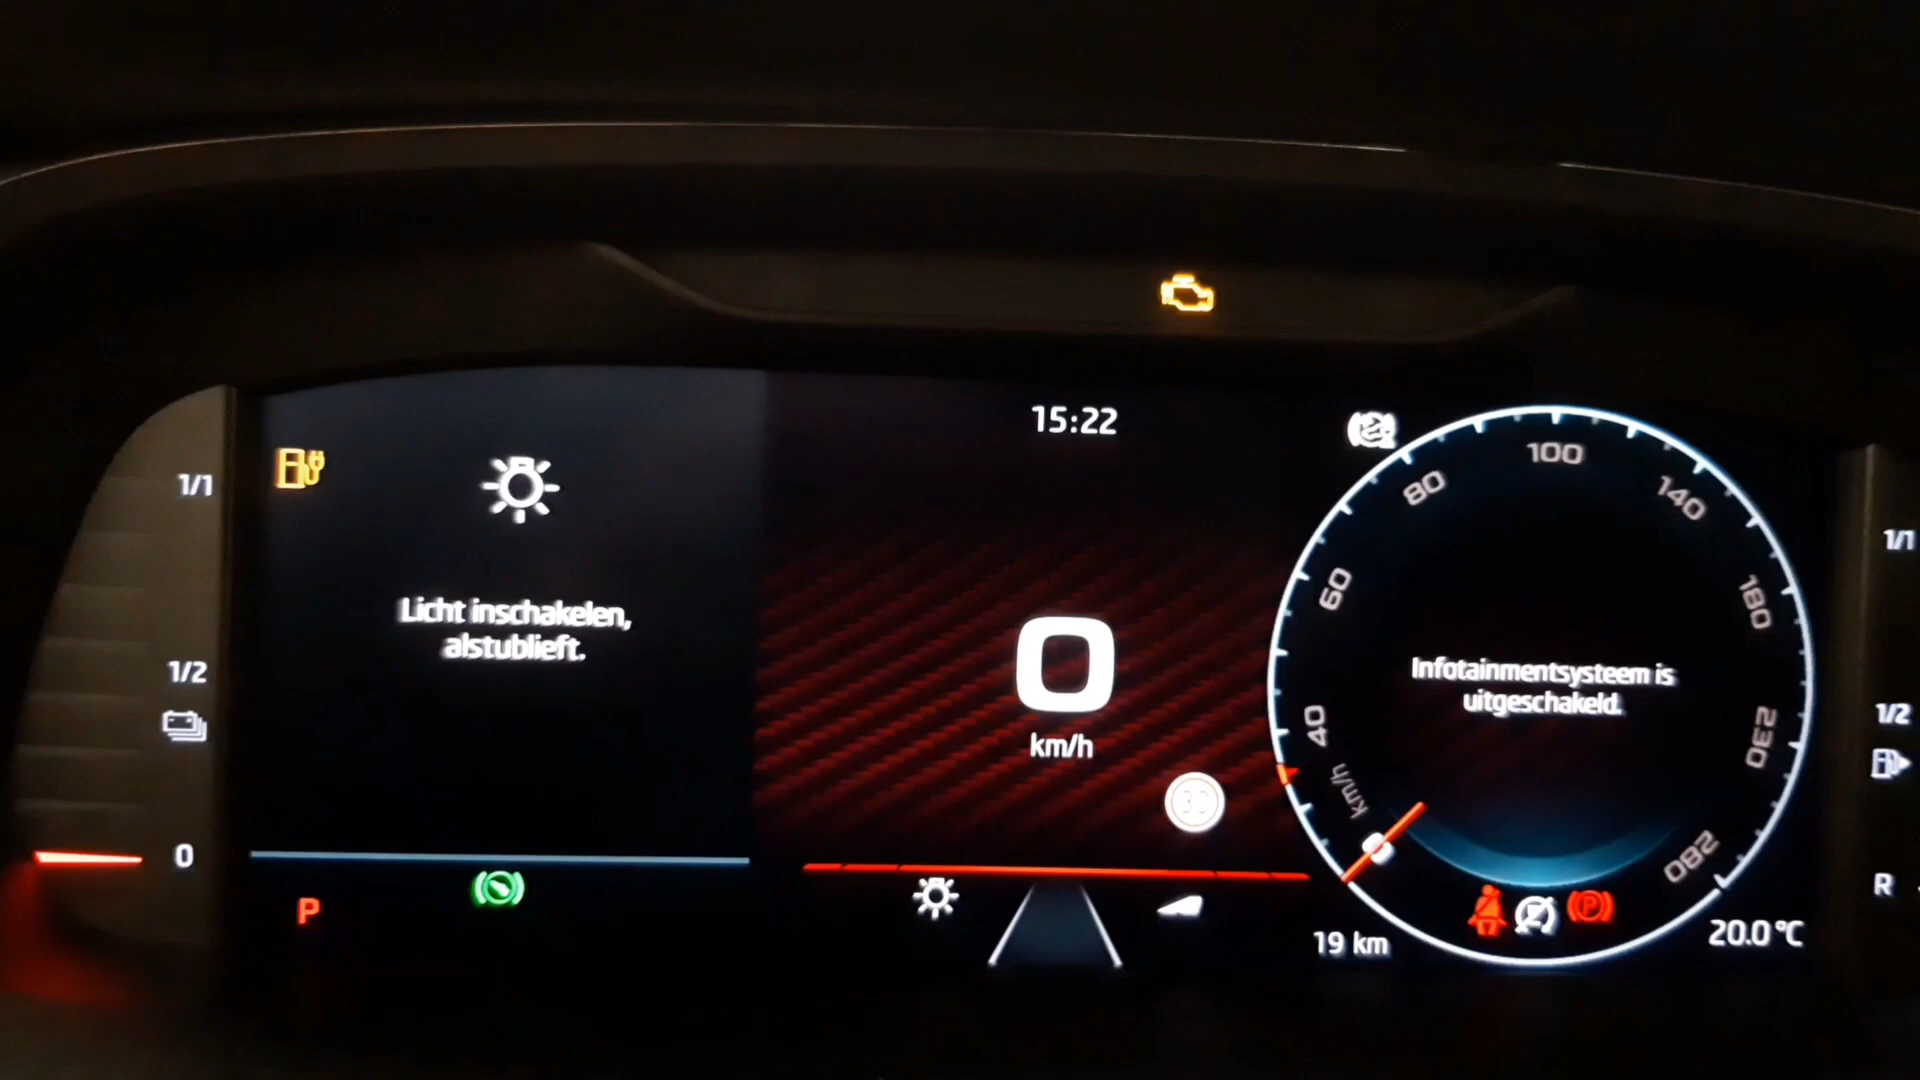 15:22
1/1
Licht inschakelen,
alstublieft.
1/2
0
P
0
km/h
30
40
60
80
100
140
180
230
280
km/h
Infotainmentsysteem is
uitgeschakeld.
P
19 km
20.0 °C
1/1
1/2
R